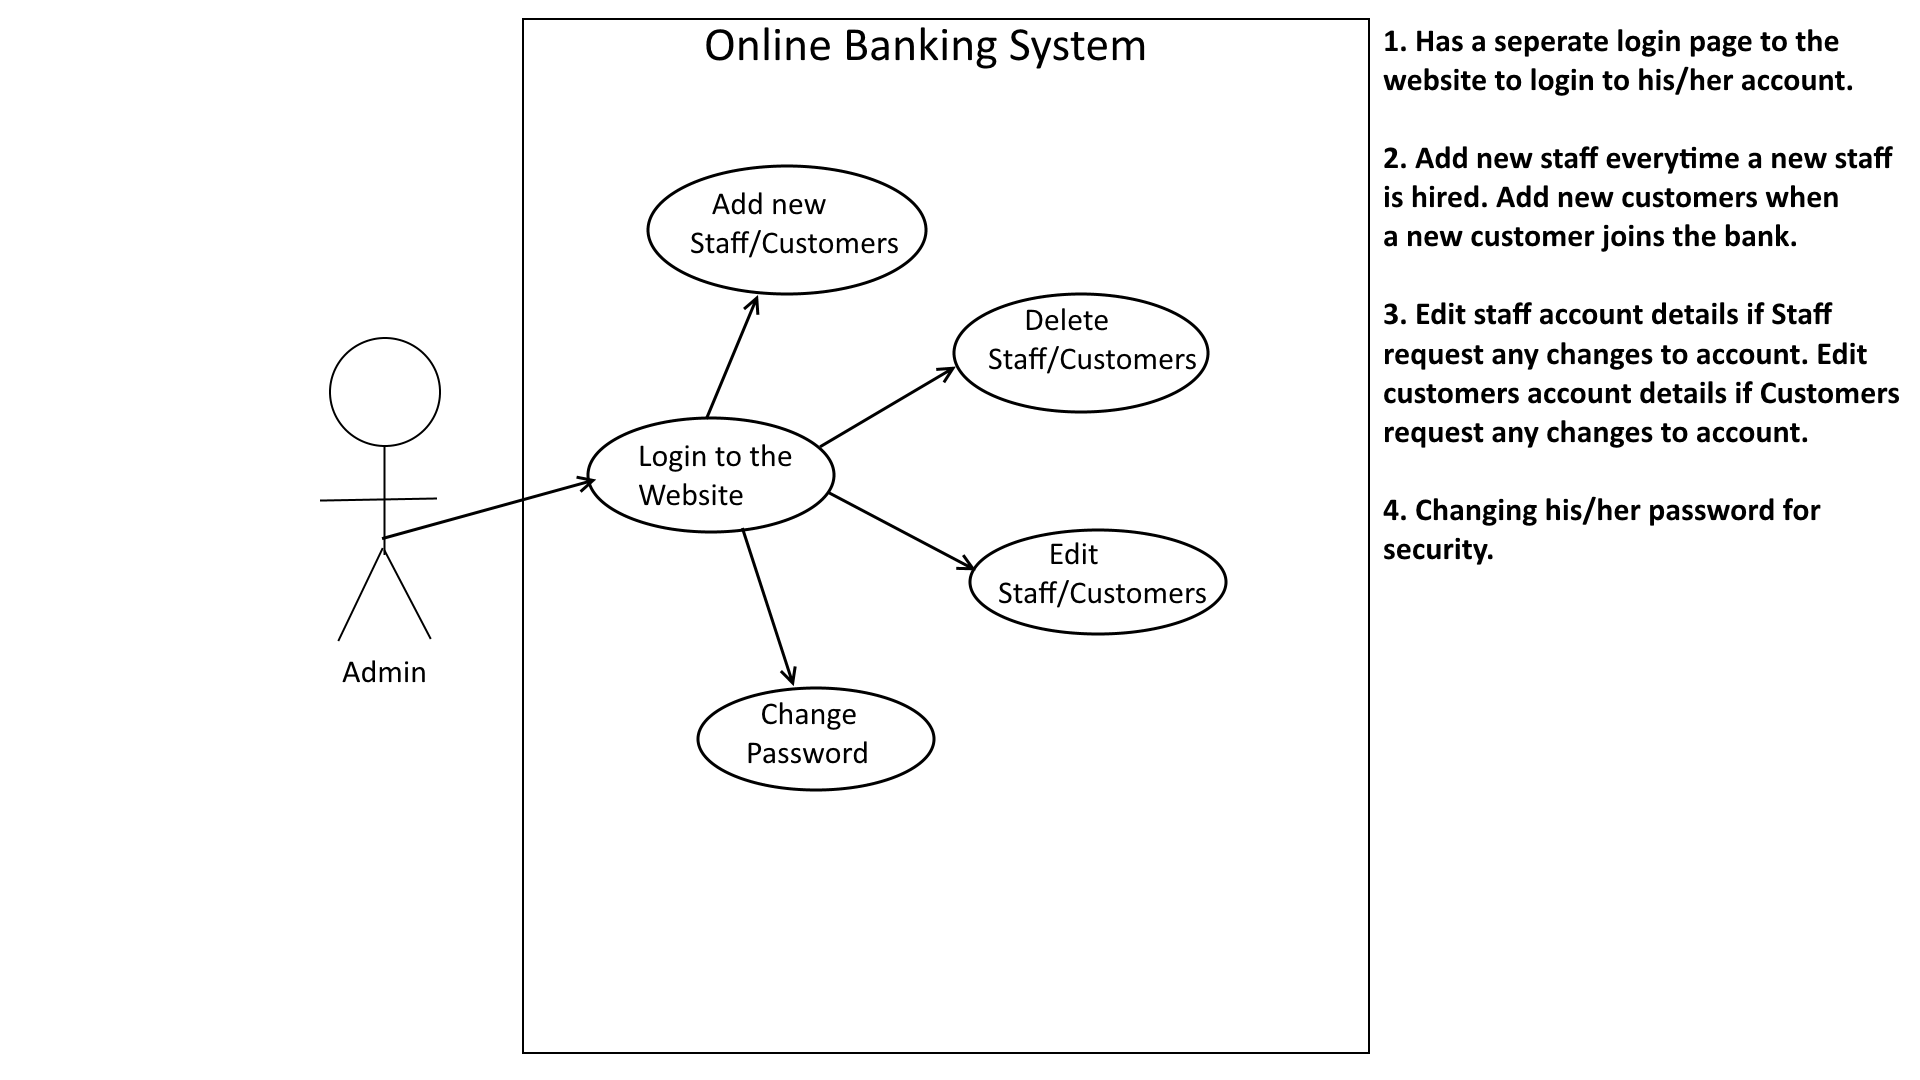 Online Banking System
Add new
Staff/Customers
Delete
Staff/Customers
Login to the
Website
Edit
Staff/Customers
Change
Password
Admin
1. Has a seperate login page to the
website to login to his/her account.
2. Add new staff everytime a new staff
is hired. Add new customers when
a new customer joins the bank.
3. Edit staff account details if Staff
request any changes to account. Edit
customers account details if Customers
request any changes to account.
4. Changing his/her password for
security.